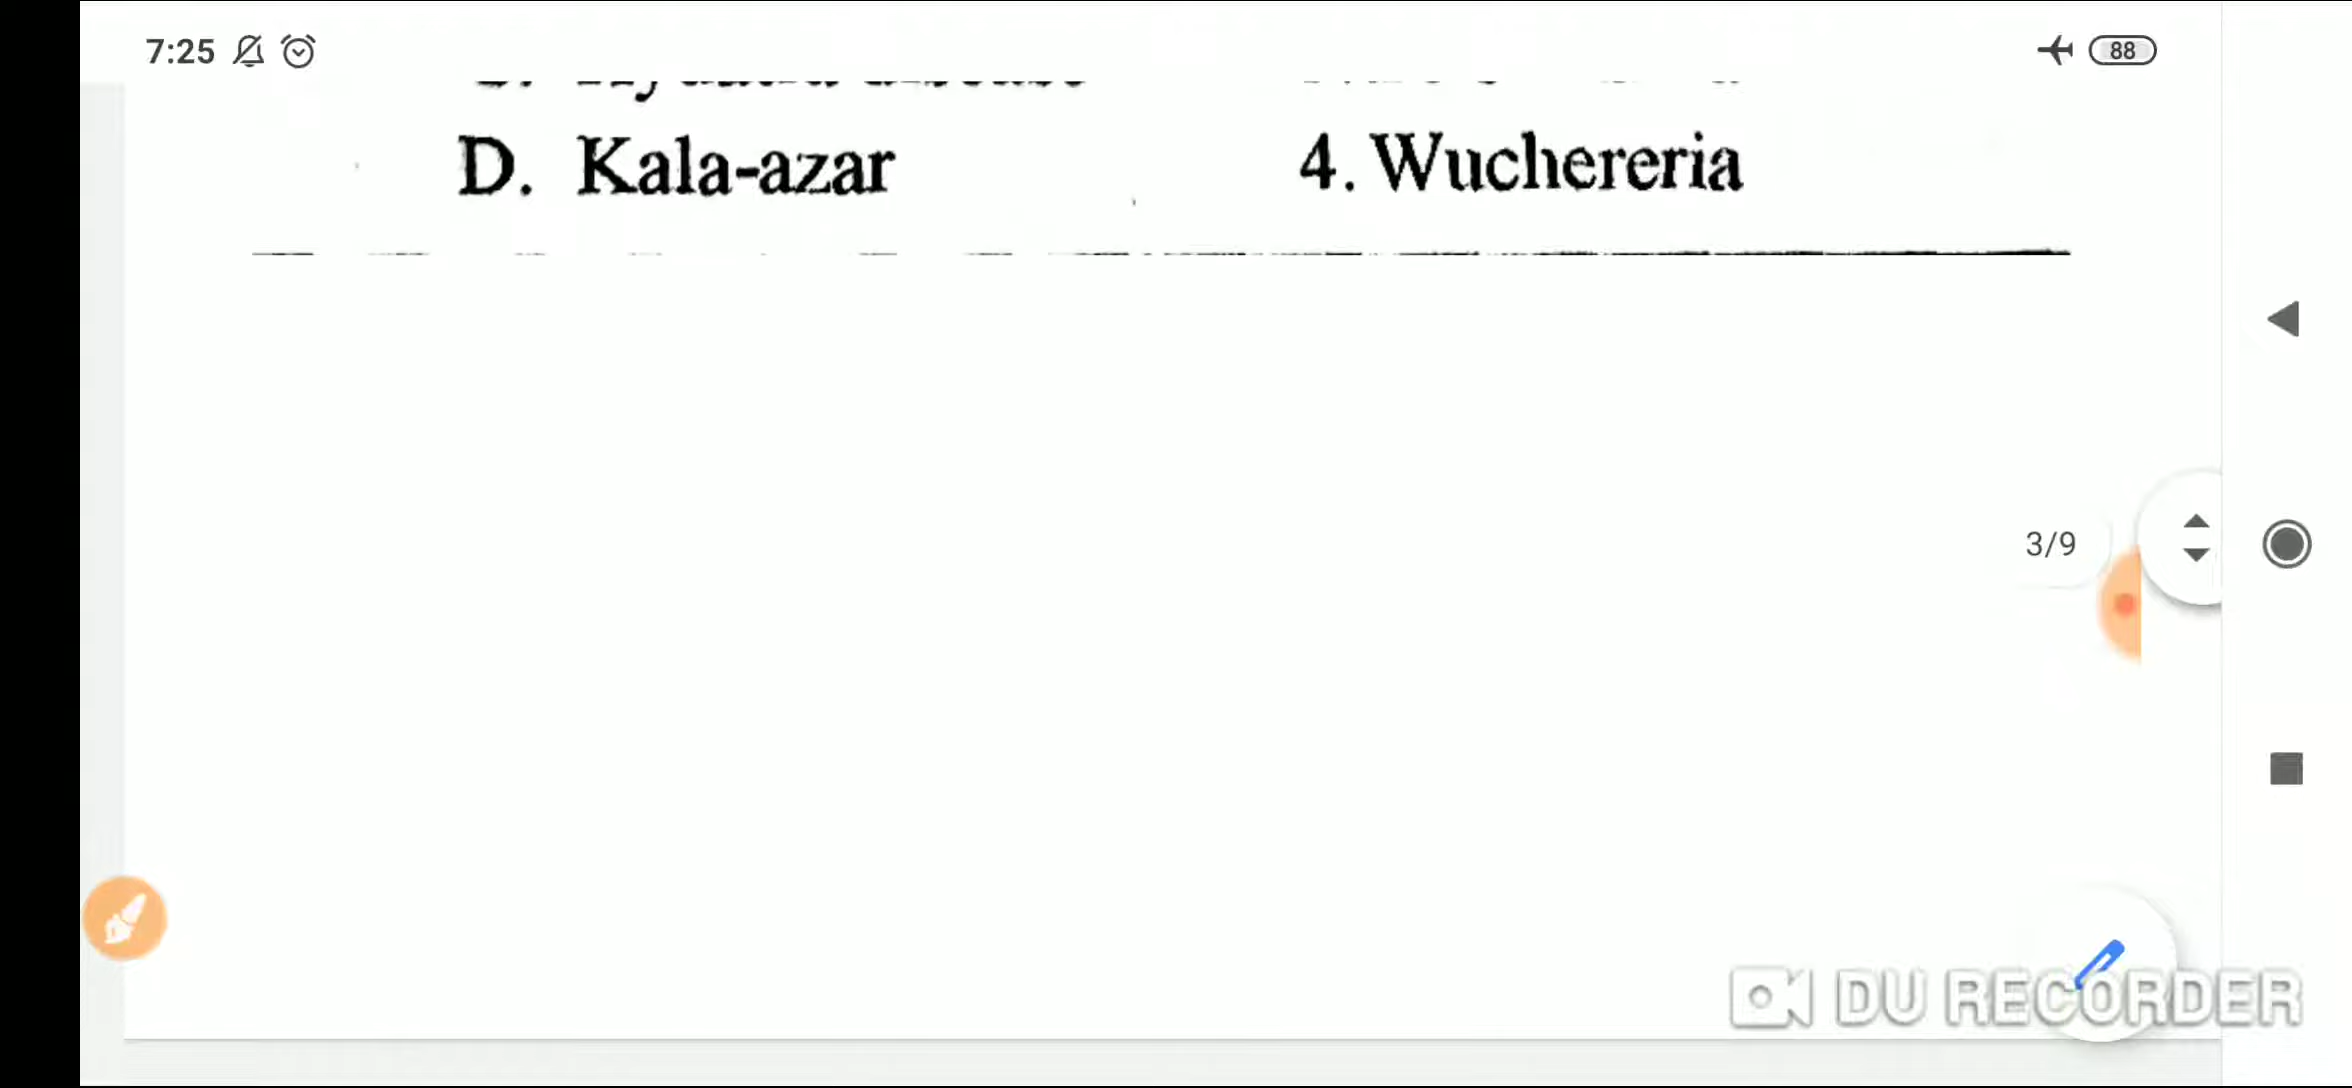 7:25
88
D. Kala-azar 4. Wuchereria
3/9
DU RECORDER